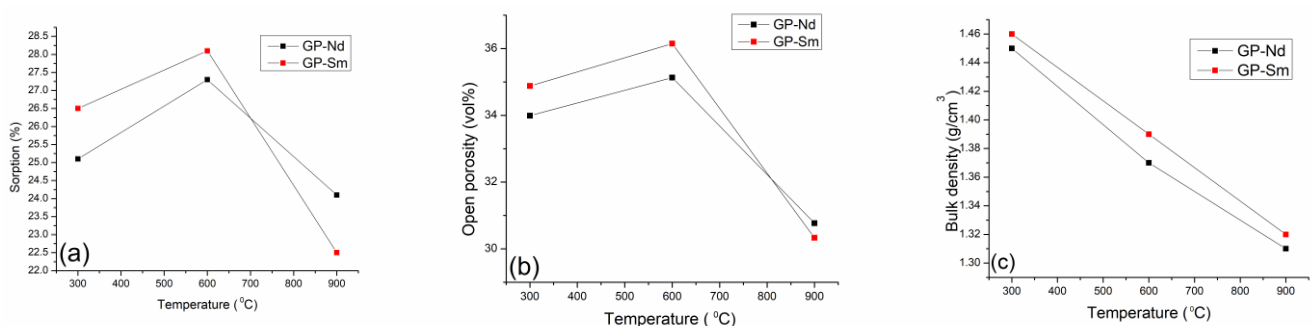 Sorption (%)
28.5
28.0
27.5
27.0
26.5
26.0
25.5
25.0
24.5
24.0
23.5
23.0
22.5
22.0
GP-Nd
GP-Sm
(a)
300 400 500 600 700 800 900
Temperature (⁰C)
Open porosity (vol%)
36
34
32
30
GP-Nd
GP-Sm
(b)
300 400 500 600 700 800 900
Temperature (⁰C)
Bulk density (g/cm³)
1.46
1.44
1.42
1.40
1.38
1.36
1.34
1.32
1.30
GP-Nd
GP-Sm
(c)
300 400 500 600 700 800 900
Temperature (⁰C)